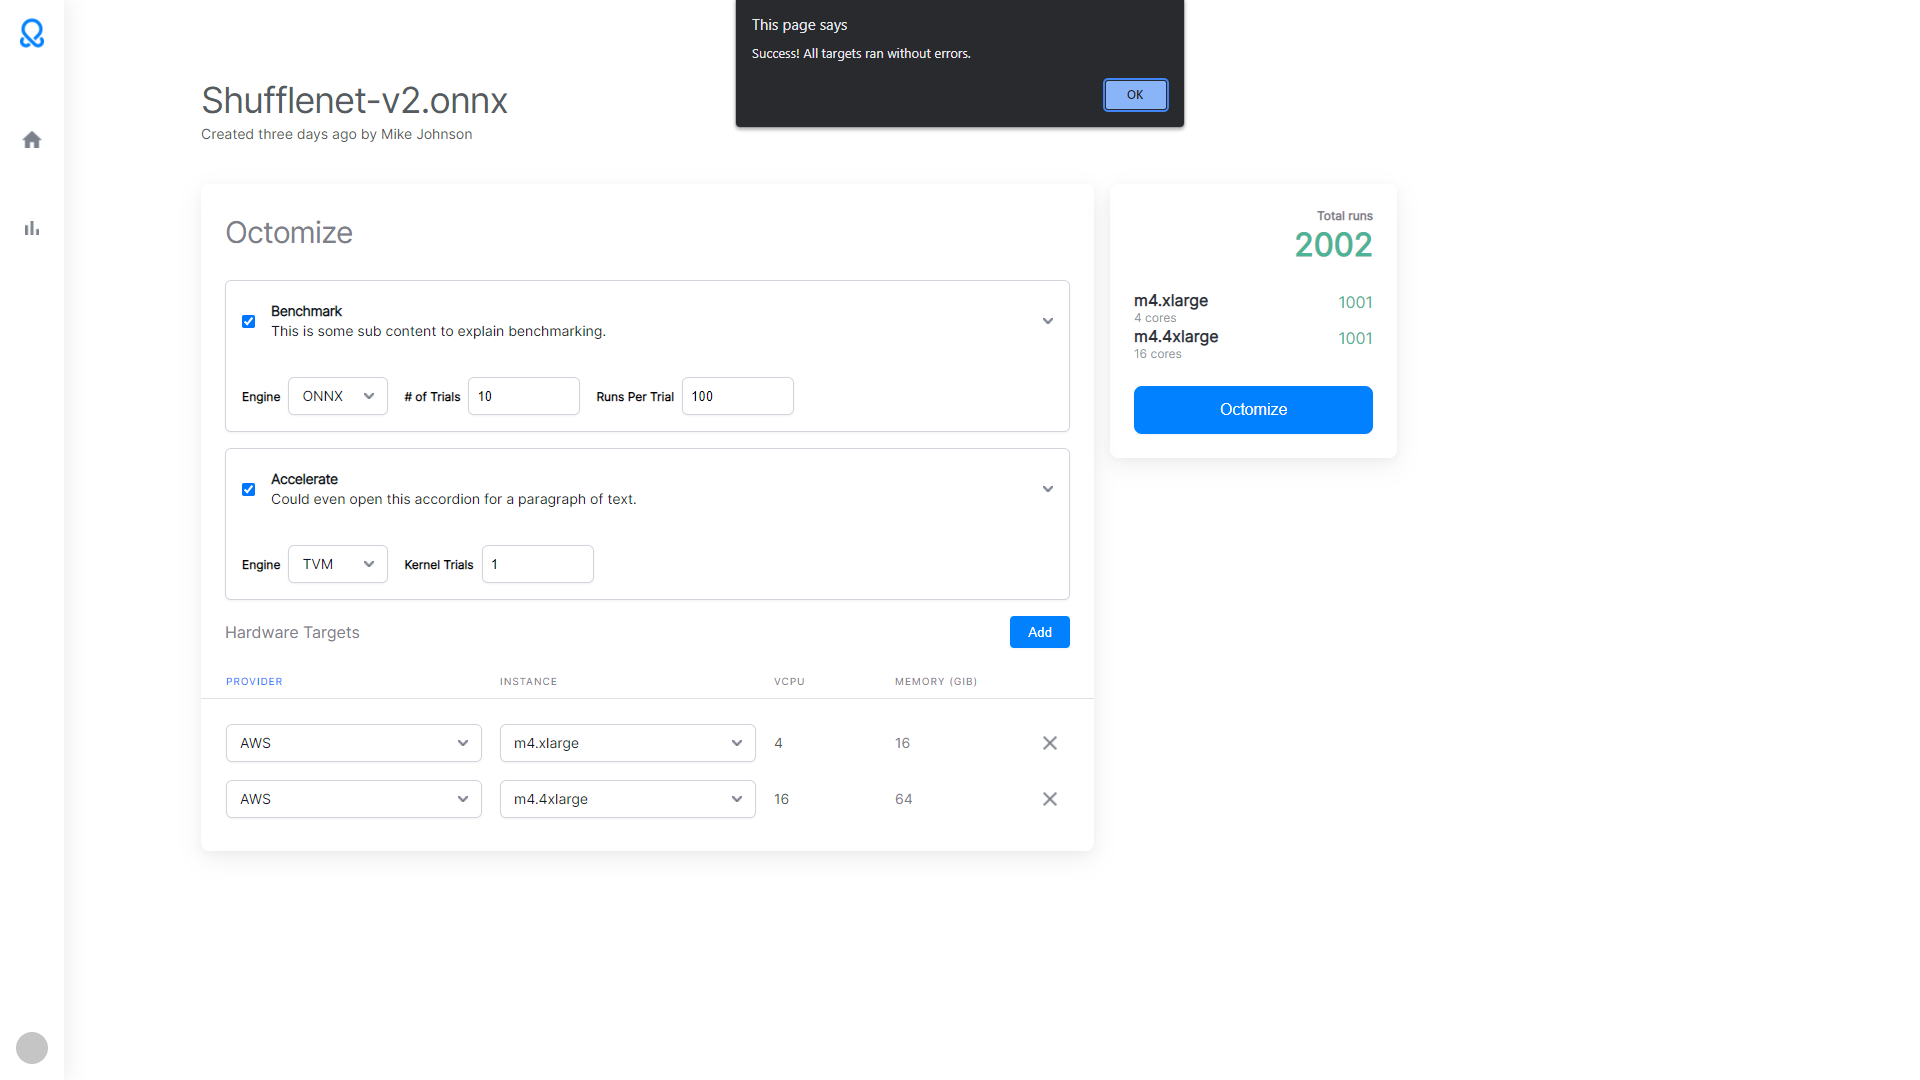 This page says
Success! All targets ran without errors.
OK
Shufflenet-v2.onnx
Created three days ago by Mike Johnson
Octomize
Benchmark
This is some sub content to explain benchmarking.
Engine ONNX # of Trials 10 Runs Per Trial 100
Accelerate
Could even open this accordion for a paragraph of text.
Engine TVM Kernel Trials 1
Hardware Targets Add
PROVIDER INSTANCE VCPU MEMORY (GIB)
AWS m4.xlarge 4 16
AWS m4.4xlarge 16 64
Total runs
2002
m4.xlarge 1001
4 cores
m4.4xlarge 1001
16 cores
Octomize